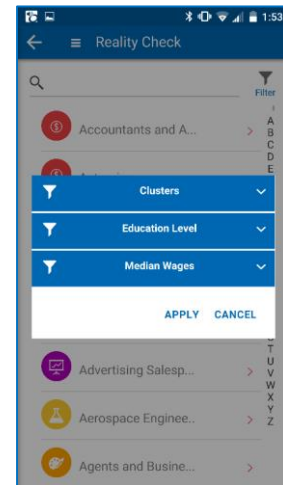 1:53
Reality Check
Filter
Accountants and A...
A
B
C
D
E
Clusters
Education Level
Median Wages
APPLY CANCEL
T
U
V
W
X
Y
Z
Advertising Salesp...
Aerospace Enginee..
Agents and Busine...